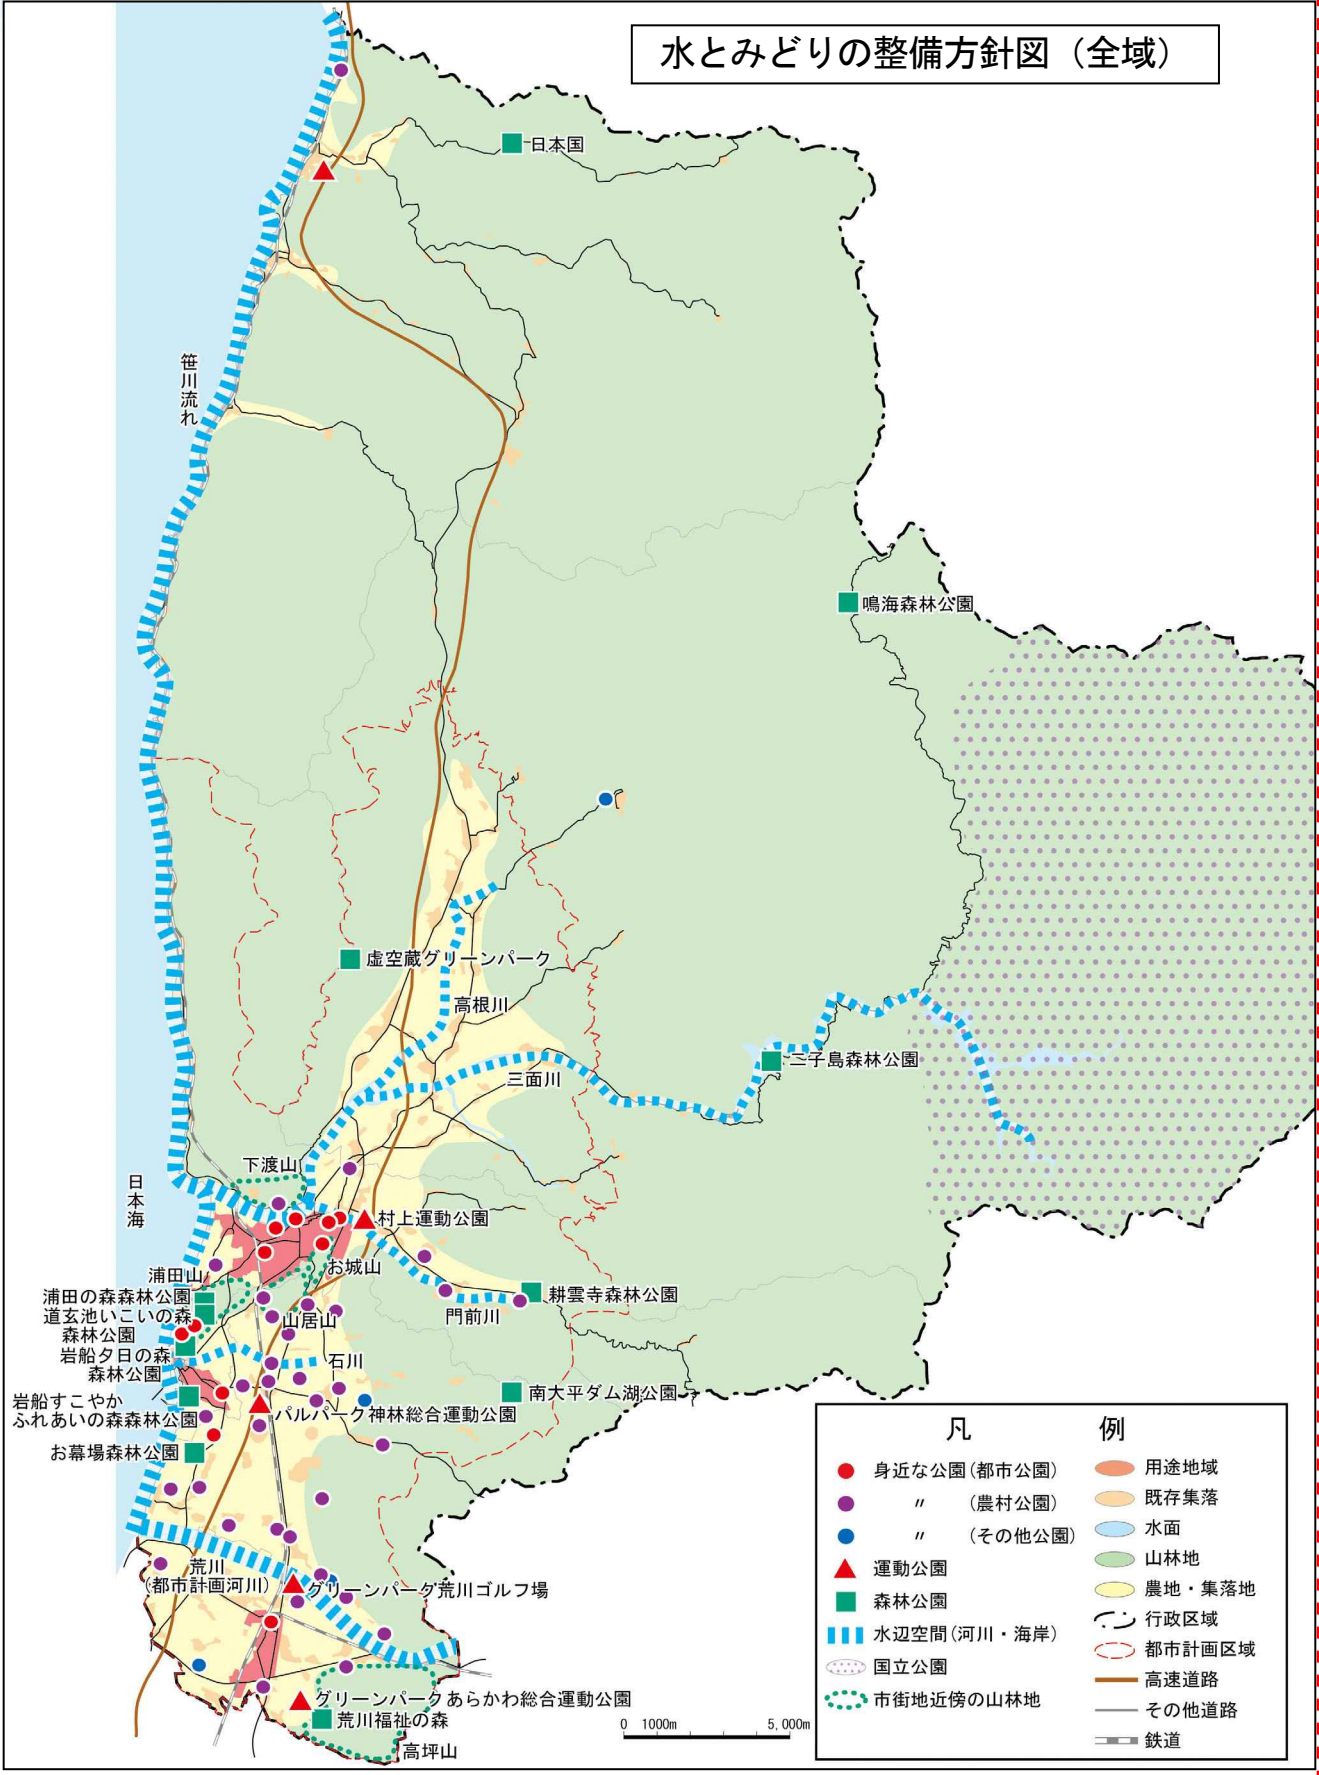 水とみどりの整備方針図（全域）
日本国
笹川流れ
鳴海森林公園
虚空蔵グリーンパーク
高根川
三面川
二子島森林公園
下渡山
日本海
村上運動公園
お城山
浦田山
浦田の森森林公園
道玄池いこいの森
森林公園
岩船夕日の森
森林公園
耕雲寺森林公園
門前川
山居山
石川
岩船すこやか
ふれあいの森森林公園
南大平ダム湖公園
パルパーク神林総合運動公園
お幕場森林公園
荒川
（都市計画河川）
グリーンパーク荒川ゴルフ場
グリーンパークあらかわ総合運動公園
荒川福祉の森
高坪山
0 1000m 5,000m
凡 例
身近な公園（都市公園）
〃 （農村公園）
〃 （その他公園）
運動公園
森林公園
水辺空間（河川・海岸）
国立公園
市街地近傍の山林地
用途地域
既存集落
水面
山林地
農地・集落地
行政区域
都市計画区域
高速道路
その他道路
鉄道